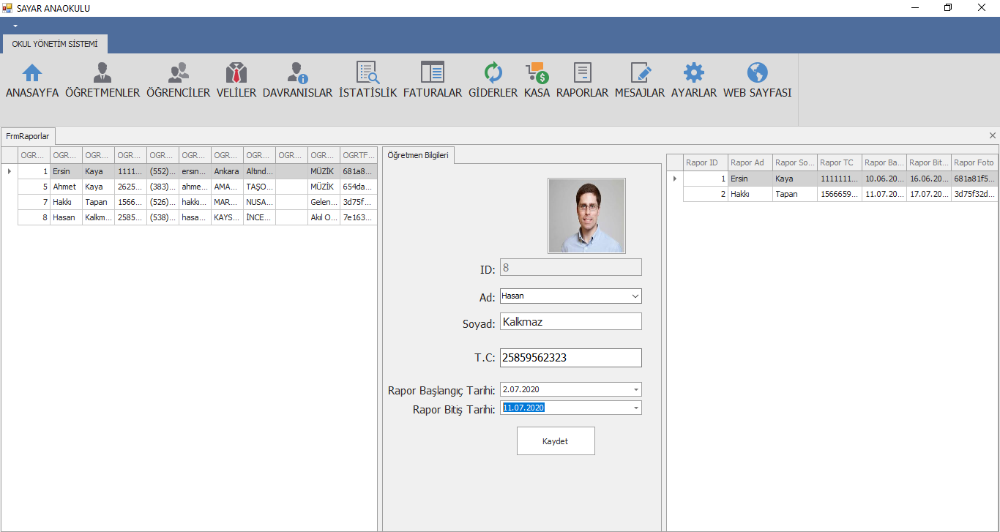 SAYAR ANAOKULU
OKUL YÖNETİM SİSTEMİ
ANASAYFA ÖĞRETMENLER ÖĞRENCİLER VELİLER DAVRANISLAR İSTATİSLİK FATURALAR GİDERLER KASA RAPORLAR MESAJLAR AYARLAR WEB SAYFASI
FrmRaporlar
OGR... OGR... OGR... OGR... OGR... OGR... OGR... OGR... OGR... OGR... OGRTF...
1 Ersin Kaya 1111... (552)... ersın... Ankara Altınd... MÜZİK 681a8...
5 Ahmet Kaya 2625... (383)... ahme... AMA... TAŞO... MÜZİK 654da...
7 Hakkı Tapan 1566... (526)... hakkı... MAR... NUSA... Gelen... 3d75f...
8 Hasan Kalkm... 2585... (538)... hasa... KAYS... İNCE... Akıl O... 7e163...
Öğretmen Bilgileri
ID: 8
Ad: Hasan
Soyad: Kalkmaz
T.C: 25859562323
Rapor Başlangıç Tarihi: 2.07.2020
Rapor Bitiş Tarihi: 11.07.2020
Kaydet
Rapor ID Rapor Ad Rapor So... Rapor TC Rapor Ba... Rapor Bit... Rapor Foto
1 Ersin Kaya 1111111... 10.06.20... 16.06.20... 681a81f5...
2 Hakkı Tapan 1566659... 11.07.20... 17.07.20... 3d75f32d...